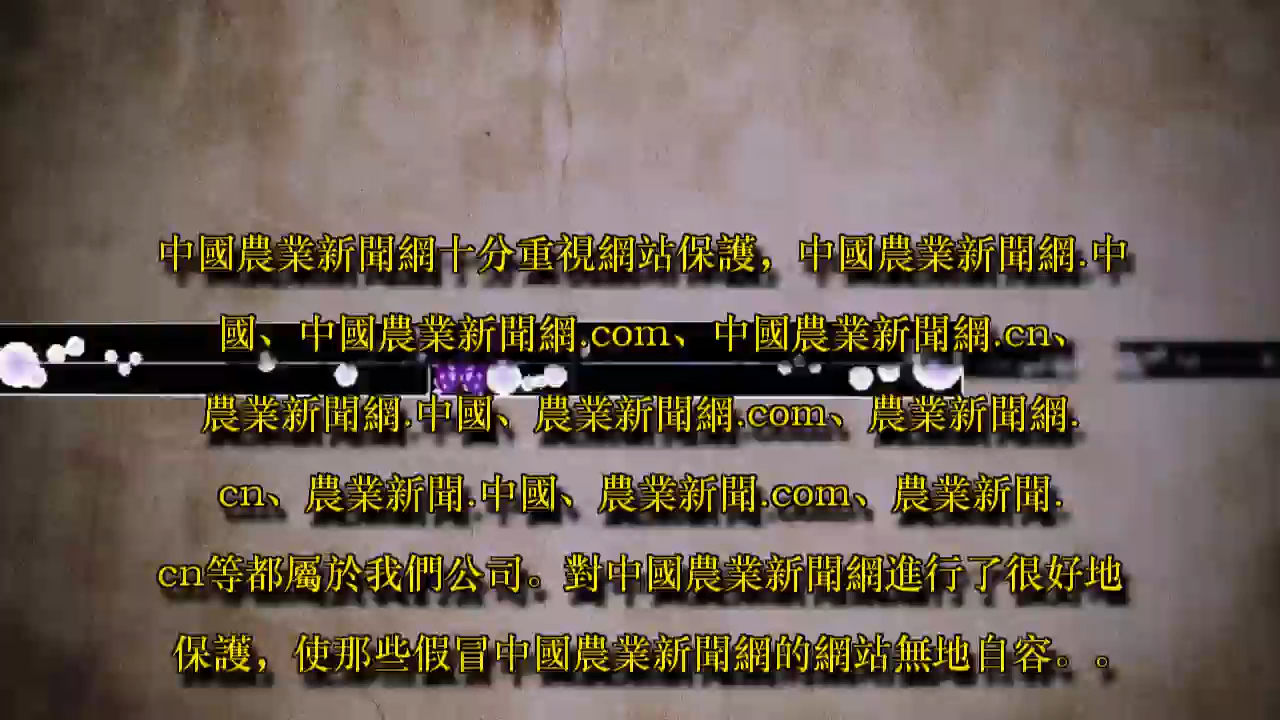 中國農業新聞網十分重視網站保護，中國農業新聞網.中
國、中國農業新聞網.com、中國農業新聞網.cn、
農業新聞網.中國、農業新聞網.com、農業新聞網.
cn、農業新聞.中國、農業新聞.com、農業新聞.
cn等都屬於我們公司。對中國農業新聞網進行了很好地
保護，使那些假冒中國農業新聞網的網站無地自容。。